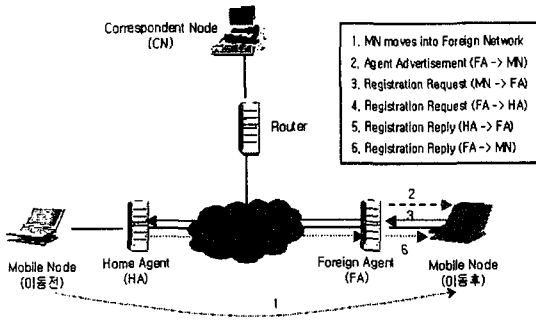 Correspondent Node
(CN)
1. MN moves into Foreign Network
2. Agent Advertisement (FA -> MN)
3. Registration Request (MN -> FA)
4. Registration Request (FA -> HA)
5. Registration Reply (HA -> FA)
6. Registration Reply (FA -> MN)
Router
2
3
6
Mobile Node
(이동전)
Home Agent
(HA)
Foreign Agent
(FA)
Mobile Node
(이동후)
1